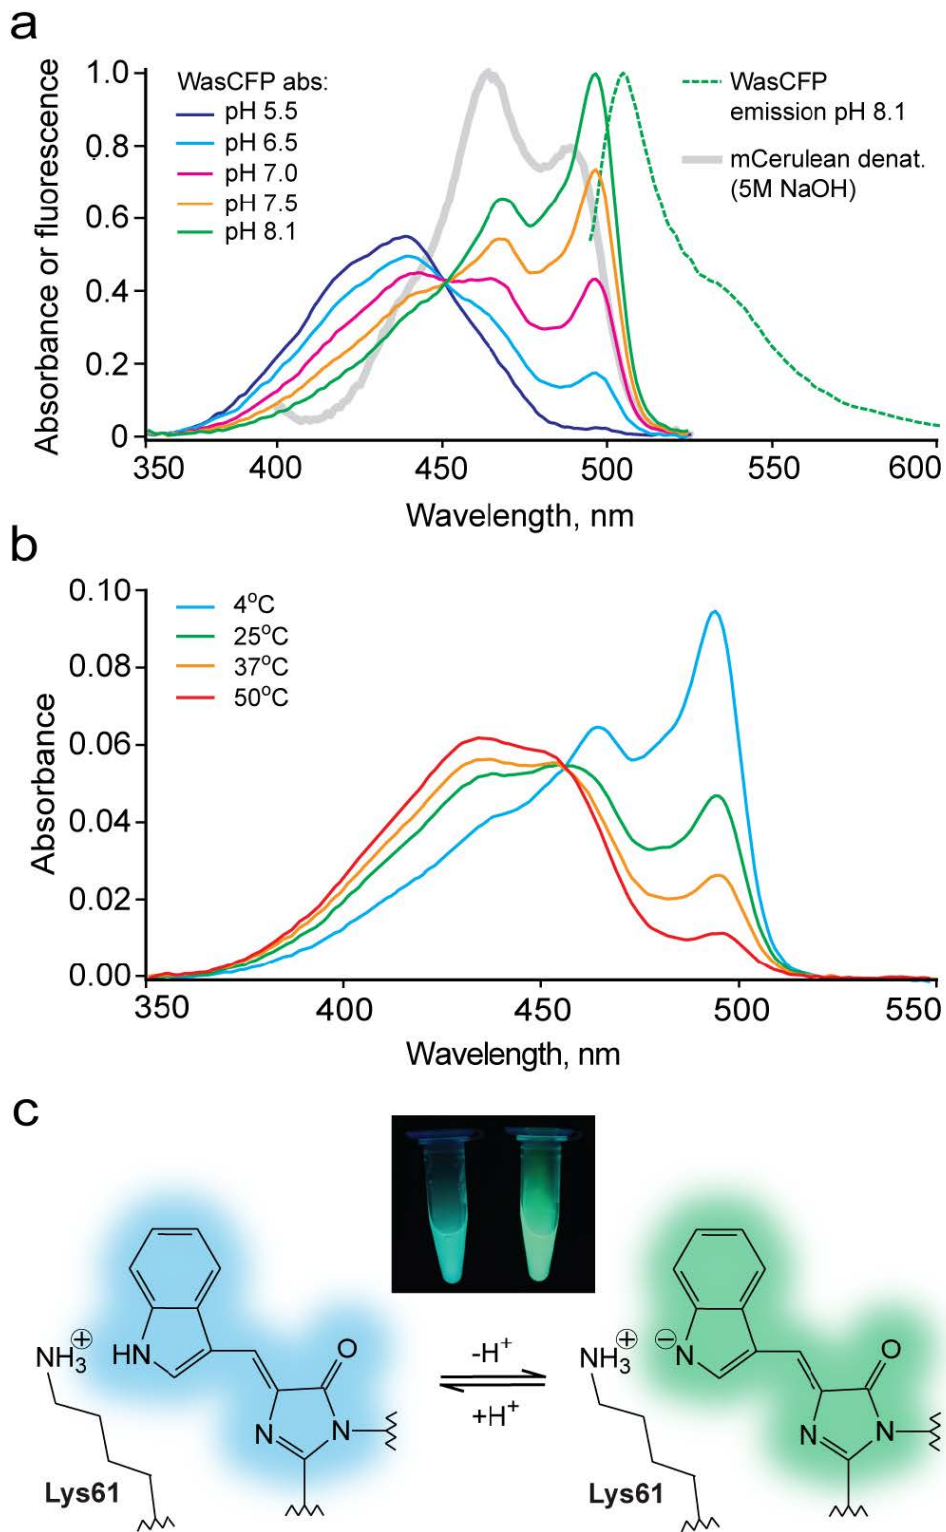 a
Absorbance or fluorescence
1.0
0.8
0.6
0.4
0.2
0
WasCFP abs:
pH 5.5
pH 6.5
pH 7.0
pH 7.5
pH 8.1
WasCFP
emission pH 8.1
mCerulean denat.
(5M NaOH)
350 400 450 500 550 600
Wavelength, nm
b
Absorbance
0.10
0.08
0.06
0.04
0.02
0.00
4°C
25°C
37°C
50°C
350 400 450 500 550
Wavelength, nm
c
NH3 +
HN
O
N
N
Lys61
-H+
+H+
NH3 +
− N
O
N
N
Lys61